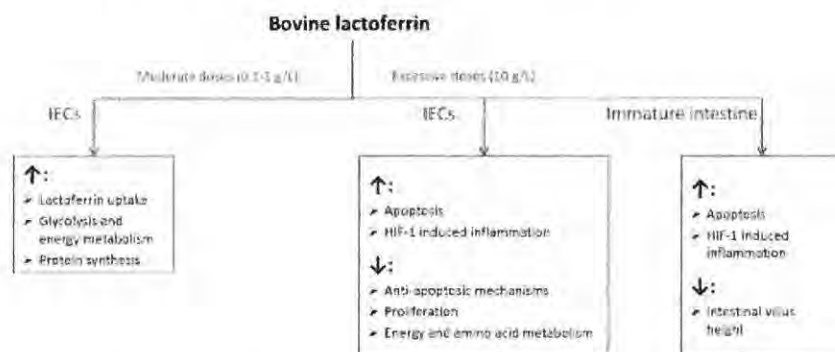 Bovine lactoferrin
Moderate doses (0.1-1 g/L)
Excessive doses (10 g/L)
IECs
IECs
Immature intestine
↑:
➤ Lactoferrin uptake
➤ Glycolysis and
energy metabolism
➤ Protein synthesis
↑:
➤ Apoptosis
➤ HIF-1 induced inflammation
↓:
➤ Anti-apoptosic mechanisms
➤ Proliferation
➤ Energy and amino acid metabolism
↑:
➤ Apoptosis
➤ HIF-1 induced
inflammation
↓:
➤ Intestinal villus
height